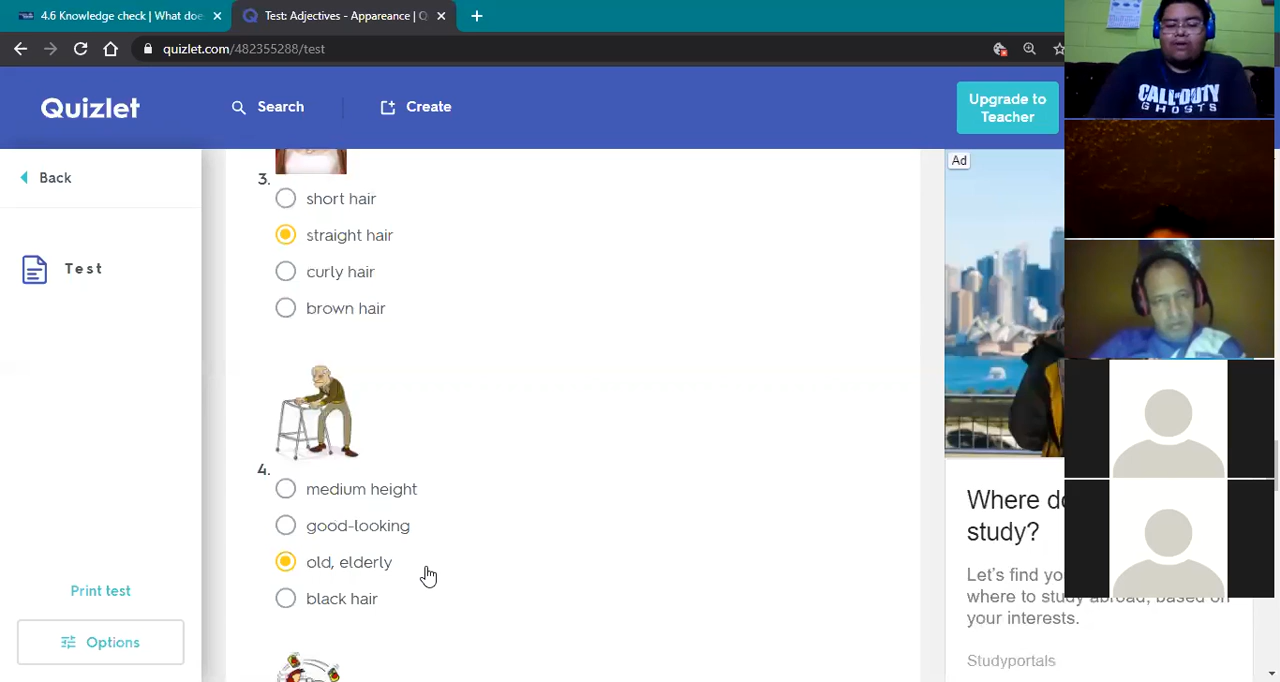 4.6 Knowledge check | What doe
Test: Adjectives - Appareance | Q
quizlet.com/482355288/test
Quizlet
Search
Create
Upgrade to
Teacher
Back
Test
Print test
Options
3.
short hair
straight hair
curly hair
brown hair
4.
medium height
good-looking
old, elderly
black hair
Ad
Where do
study?
Let's find yo
where to study abroad, based on
your interests.
Studyportals
CALL OF DUTY
GHOSTS